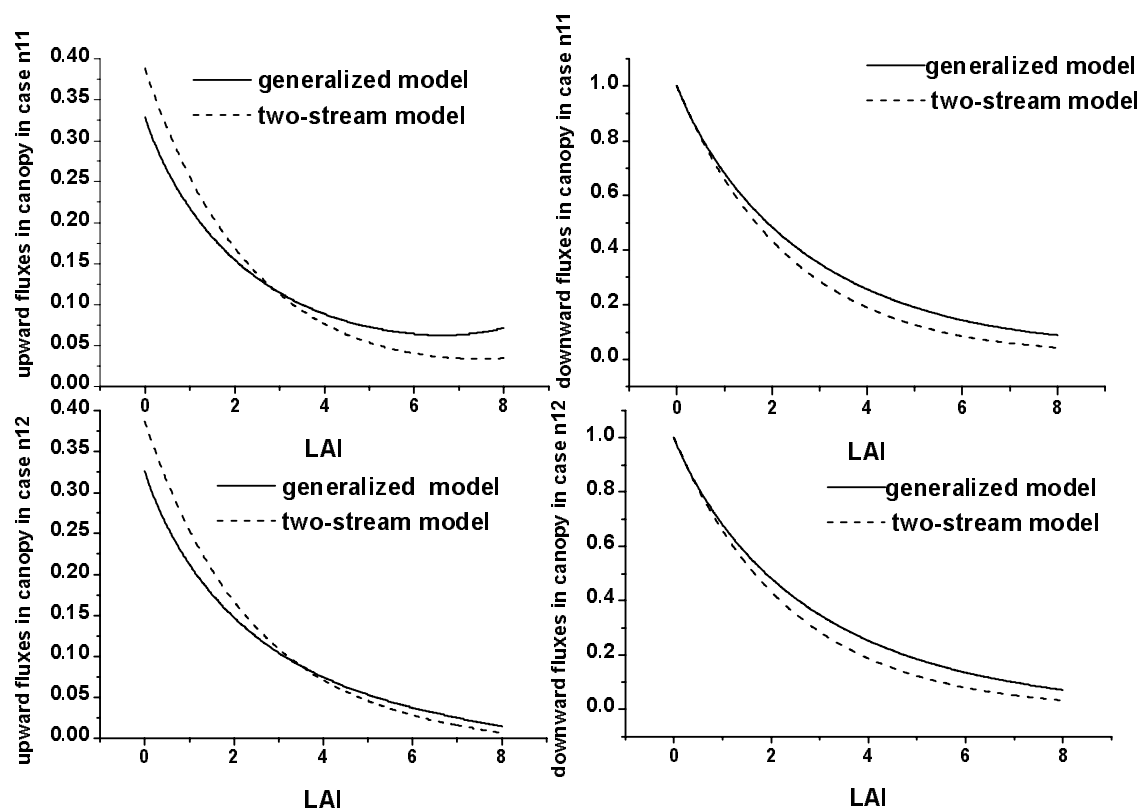 upward fluxes in canopy in case n11
0.40
0.35
0.30
0.25
0.20
0.15
0.10
0.05
0.00
generalized model
two-stream model
0 2 4 6 8
LAI
downward fluxes in canopy in case n11
1.0
0.8
0.6
0.4
0.2
0.0
generalized model
two-stream model
0 2 4 6 8
LAI
upward fluxes in canopy in case n12
0.40
0.35
0.30
0.25
0.20
0.15
0.10
0.05
0.00
generalized model
two-stream model
0 2 4 6 8
LAI
downward fluxes in canopy in case n12
1.0
0.8
0.6
0.4
0.2
0.0
generalized model
two-stream model
0 2 4 6 8
LAI